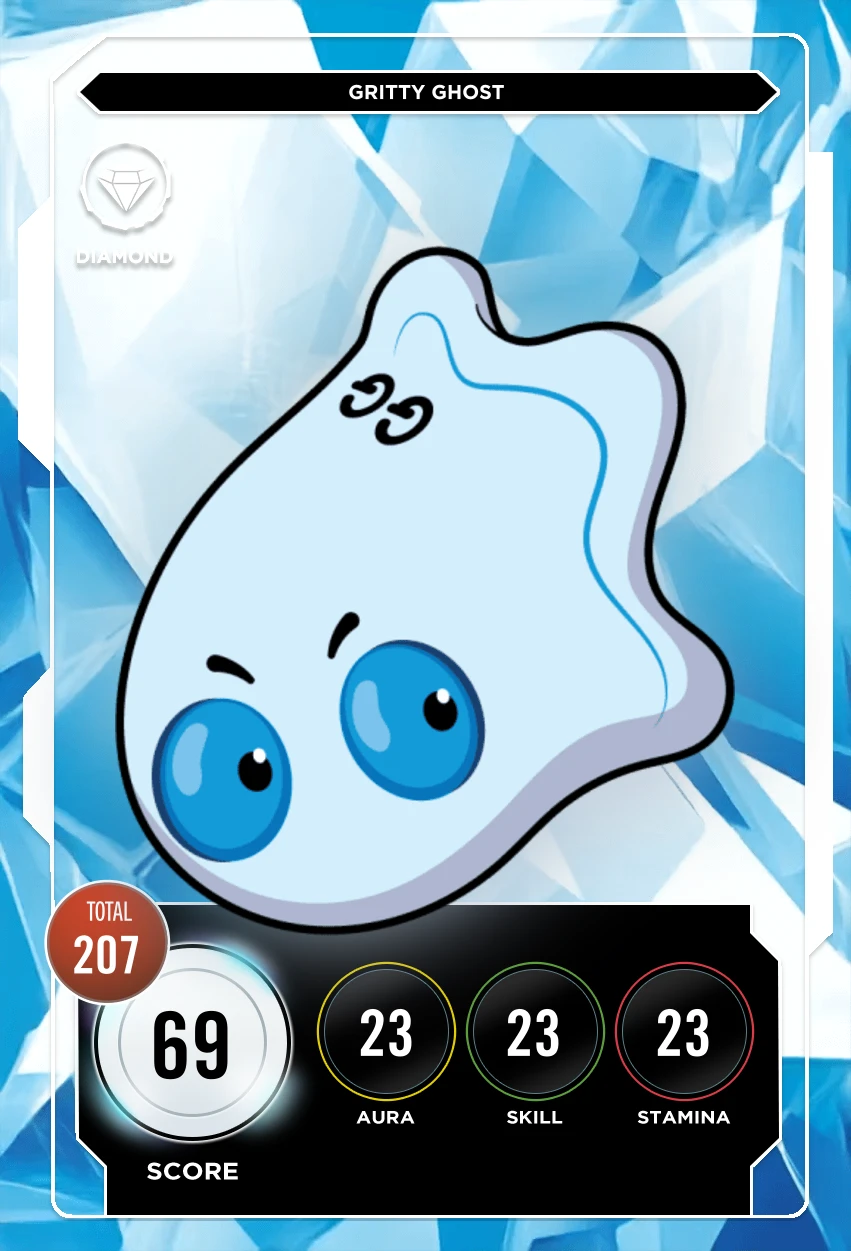 GRITTY GHOST
DIAMOND
TOTAL
207
69
SCORE
23
AURA
23
SKILL
23
STAMINA